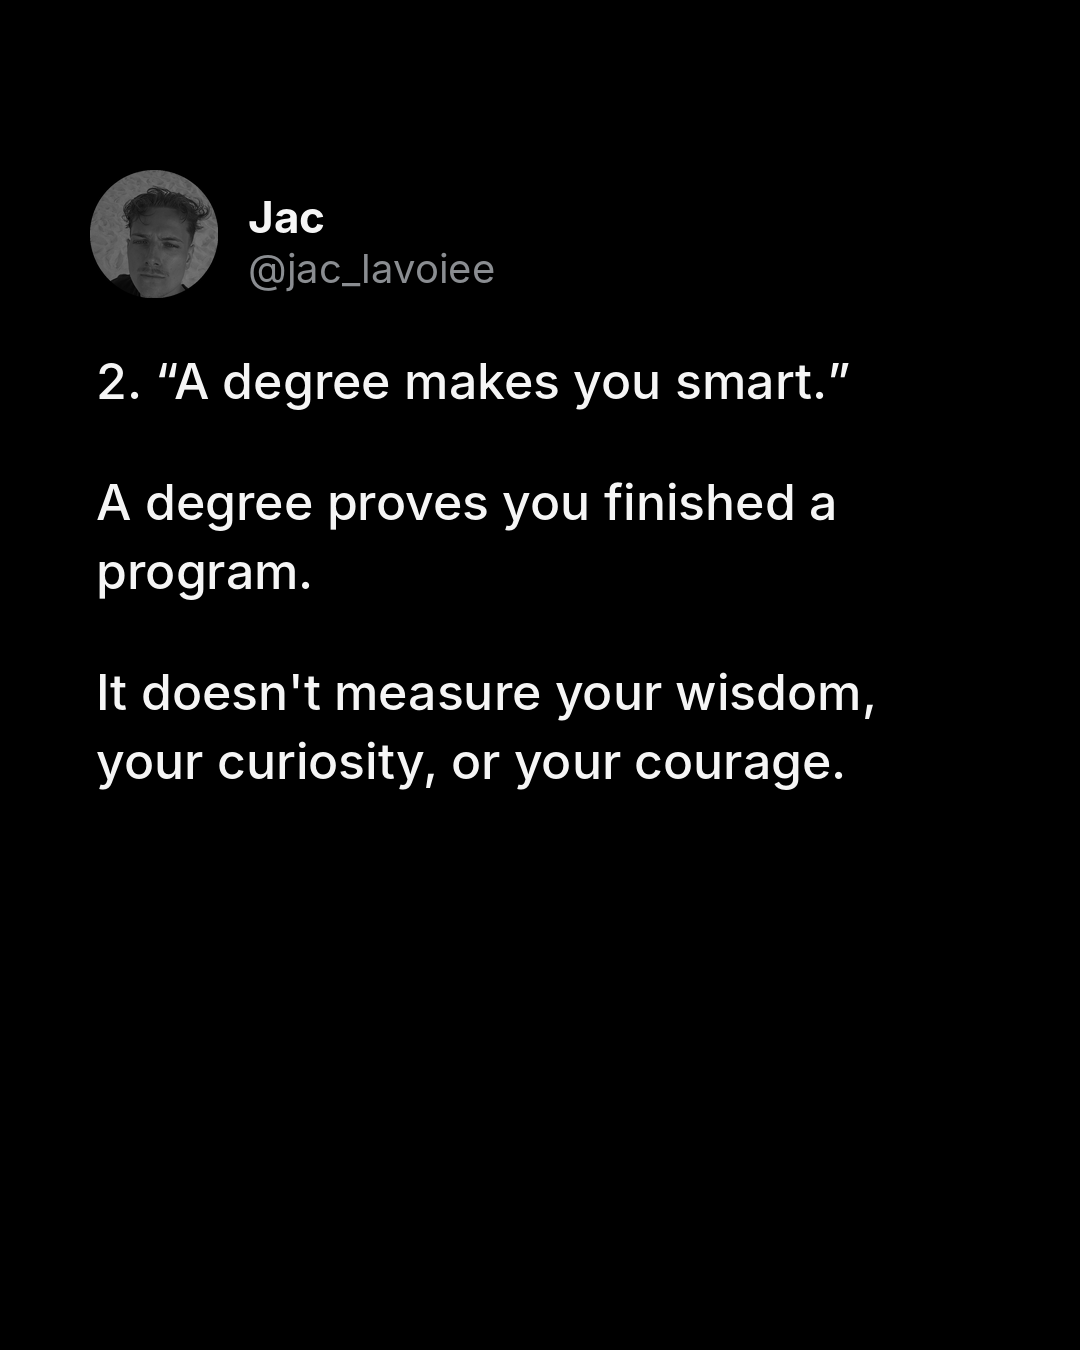 Jac
@jac_lavoiee
2. “A degree makes you smart.”
A degree proves you finished a
program.
It doesn't measure your wisdom,
your curiosity, or your courage.